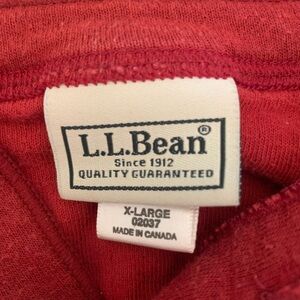 L.L.Bean®
Since 1912
QUALITY GUARANTEED
X-LARGE
02037
MADE IN CANADA